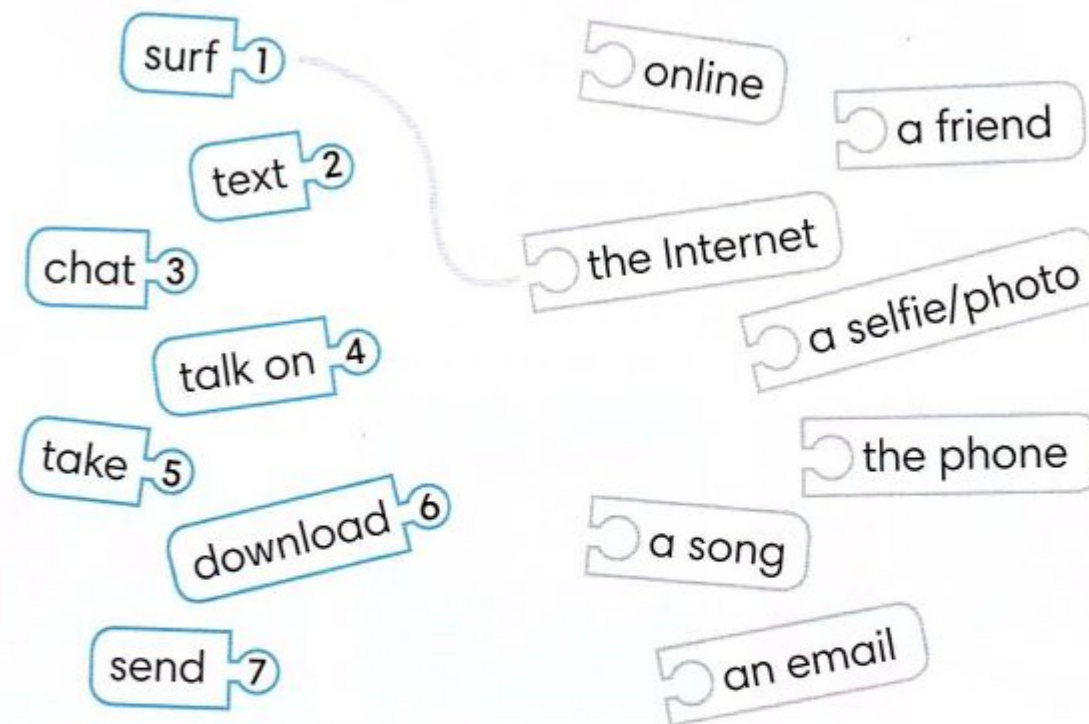 surf 1
text 2
chat 3
talk on 4
take 5
download 6
send 7
online
a friend
the Internet
a selfie/photo
the phone
a song
an email